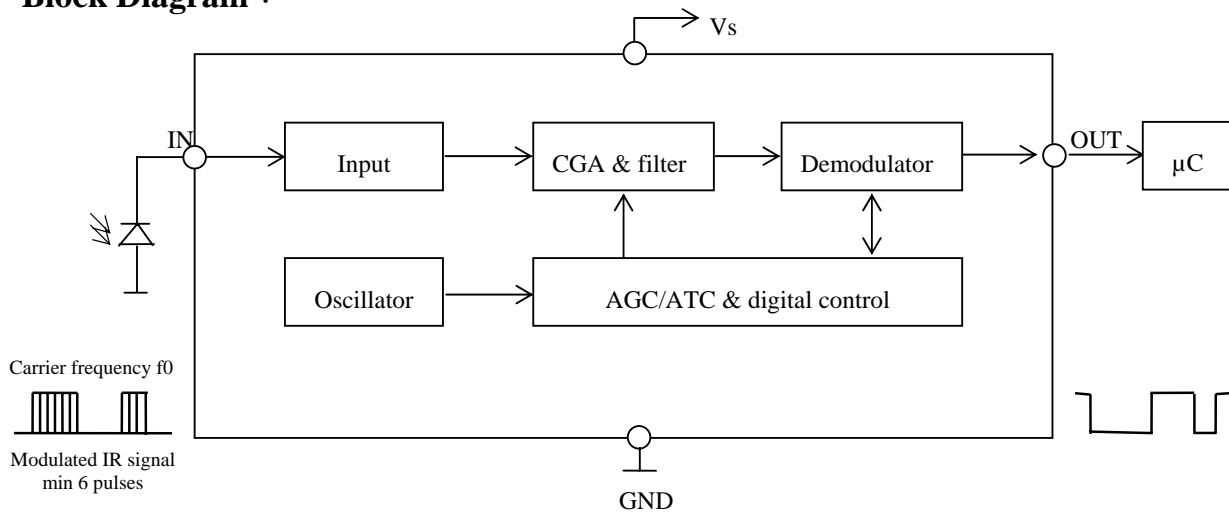 Block Diagram :
Vs
IN
Input
CGA & filter
Demodulator
OUT
µC
Oscillator
AGC/ATC & digital control
Carrier frequency f0
Modulated IR signal
min 6 pulses
GND